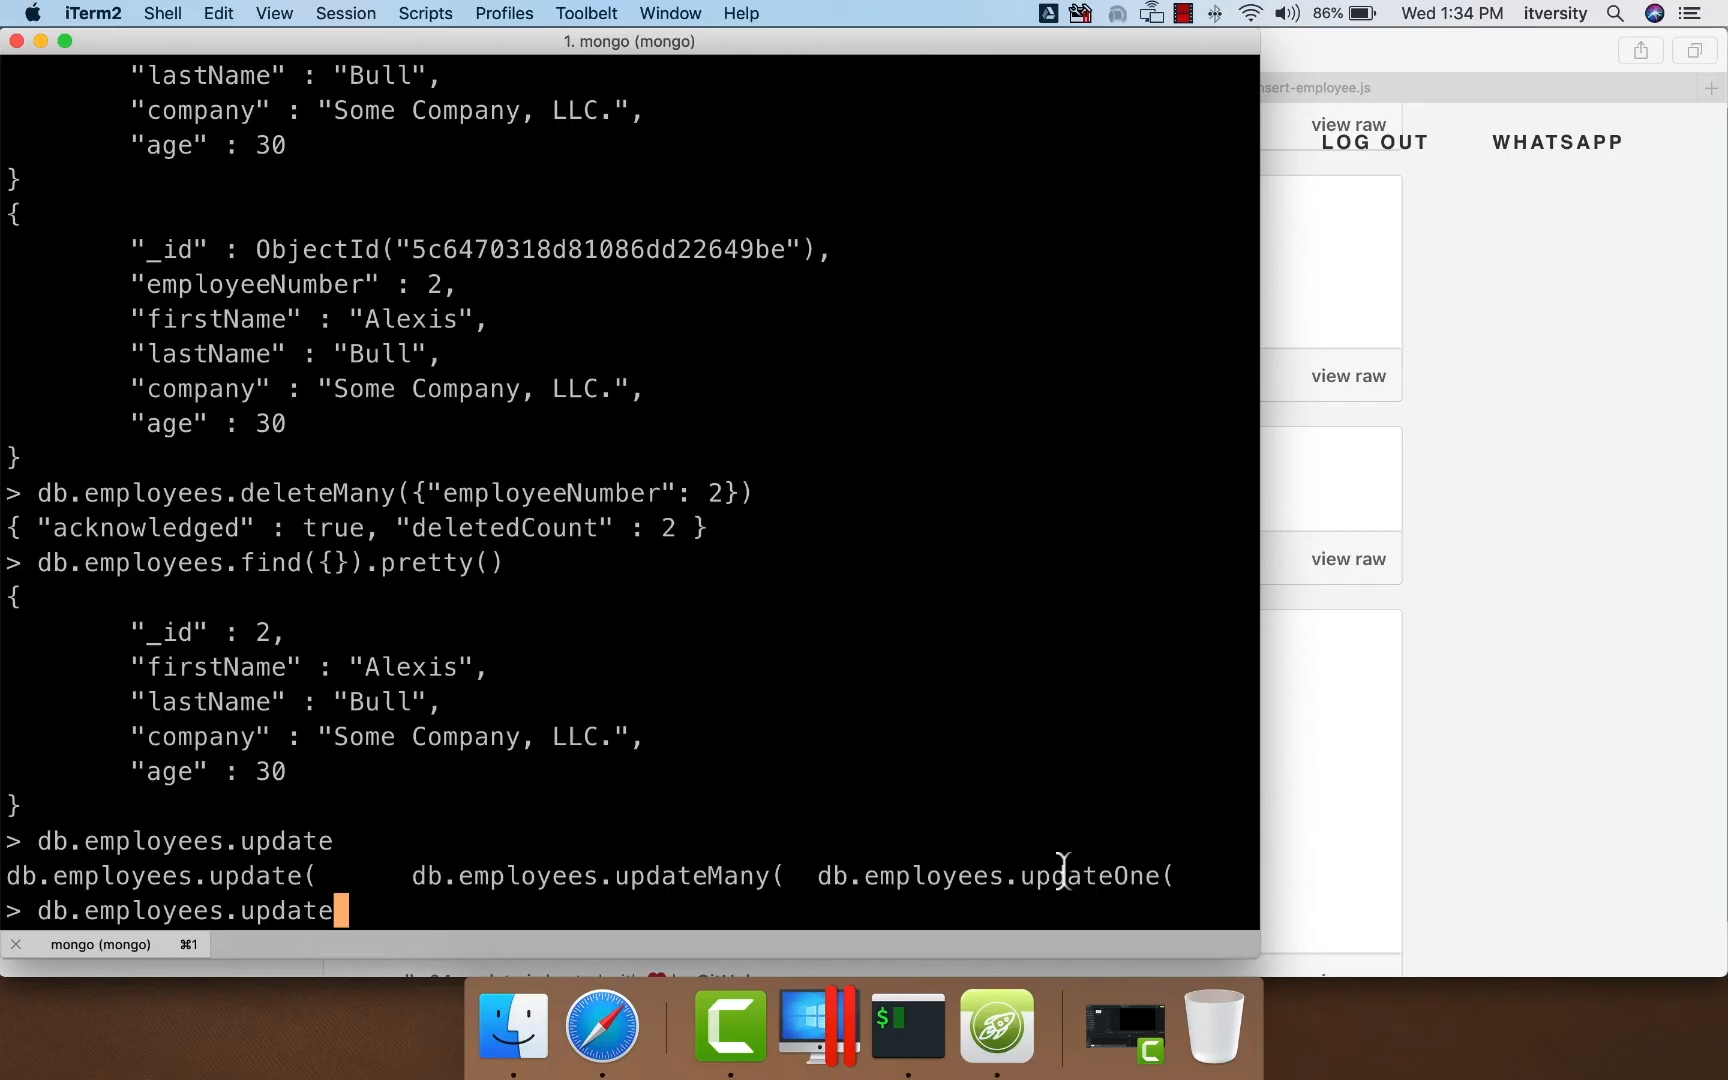 iTerm2 Shell Edit View Session Scripts Profiles Toolbelt Window Help 86% Wed 1:34 PM itversity
1. mongo (mongo)
"lastName" : "Bull",
"company" : "Some Company, LLC.",
"age" : 30
}
{
"_id" : ObjectId("5c6470318d81086dd22649be"),
"employeeNumber" : 2,
"firstName" : "Alexis",
"lastName" : "Bull",
"company" : "Some Company, LLC.",
"age" : 30
}
> db.employees.deleteMany({"employeeNumber": 2})
{ "acknowledged" : true, "deletedCount" : 2 }
> db.employees.find({}).pretty()
{
"_id" : 2,
"firstName" : "Alexis",
"lastName" : "Bull",
"company" : "Some Company, LLC.",
"age" : 30
}
> db.employees.update
db.employees.update( db.employees.updateMany( db.employees.updateOne(
> db.employees.update
mongo (mongo) ⌘1
nsert-employee.js
view raw
LOG OUT WHATSAPP
view raw
view raw
$